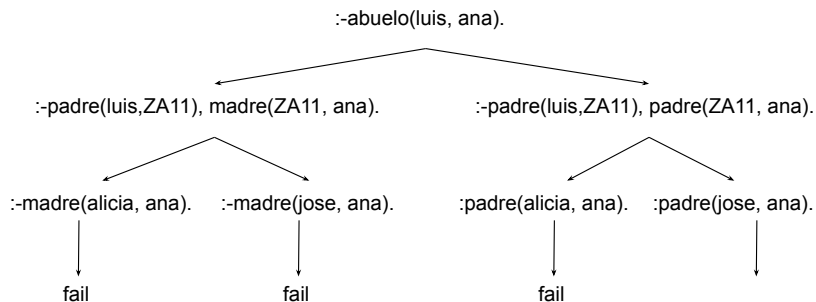 :-abuelo(luis, ana).
:-padre(luis,ZA11), madre(ZA11, ana). :-padre(luis,ZA11), padre(ZA11, ana).
:-madre(alicia, ana). :-madre(jose, ana). :padre(alicia, ana). :padre(jose, ana).
fail fail fail